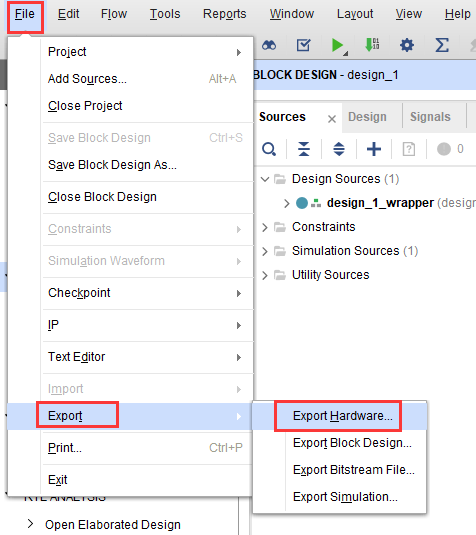 File Edit Flow Tools Reports Window Layout View Help
Project
Add Sources... Alt+A
Close Project
Save Block Design Ctrl+S
Save Block Design As...
Close Block Design
Constraints
Simulation Waveform
Checkpoint
IP
Text Editor
Import
Export
Print... Ctrl+P
Exit
Export Hardware...
Export Block Design...
Export Bitstream File...
Export Simulation...
BLOCK DESIGN - design_1
Sources Design Signals
0
Design Sources (1)
design_1_wrapper (design
Constraints
Simulation Sources (1)
Utility Sources
RTL ANALYSIS
Open Elaborated Design